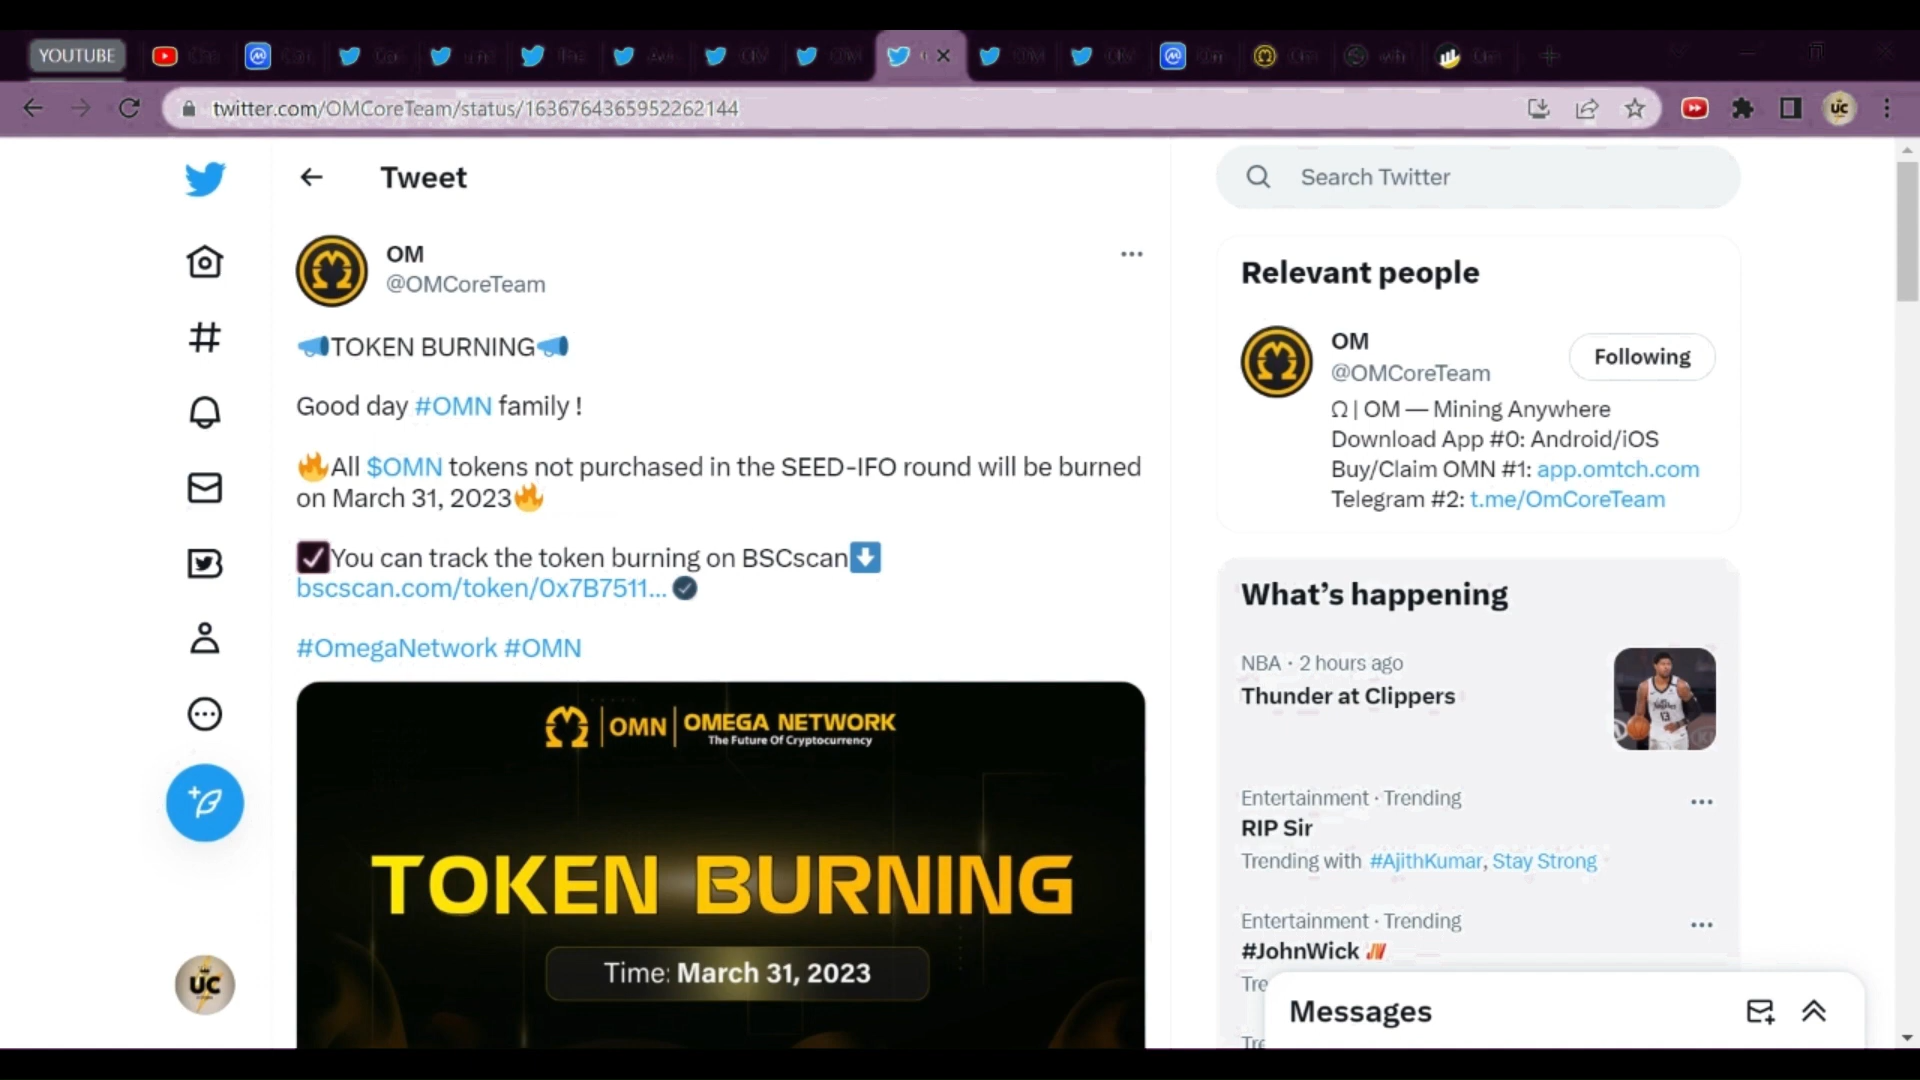 YOUTUBE
twitter.com/OMCoreTeam/status/1636764365952262144
UC
Tweet
Search Twitter
OM
@OMCoreTeam
TOKEN BURNING
Good day #OMN family !
All $OMN tokens not purchased in the SEED-IFO round will be burned
on March 31, 2023
You can track the token burning on BSCscan
bscscan.com/token/0x7B7511...
#OmegaNetwork #OMN
OMN OMEGA NETWORK
The Future Of Cryptocurrency
TOKEN BURNING
Time: March 31, 2023
UC
Relevant people
OM
@OMCoreTeam
Following
Ω | OM — Mining Anywhere
Download App #0: Android/iOS
Buy/Claim OMN #1: app.omtch.com
Telegram #2: t.me/OmCoreTeam
What's happening
NBA · 2 hours ago
Thunder at Clippers
Entertainment · Trending
RIP Sir
Trending with #AjithKumar, Stay Strong
Entertainment · Trending
#JohnWick
Messages